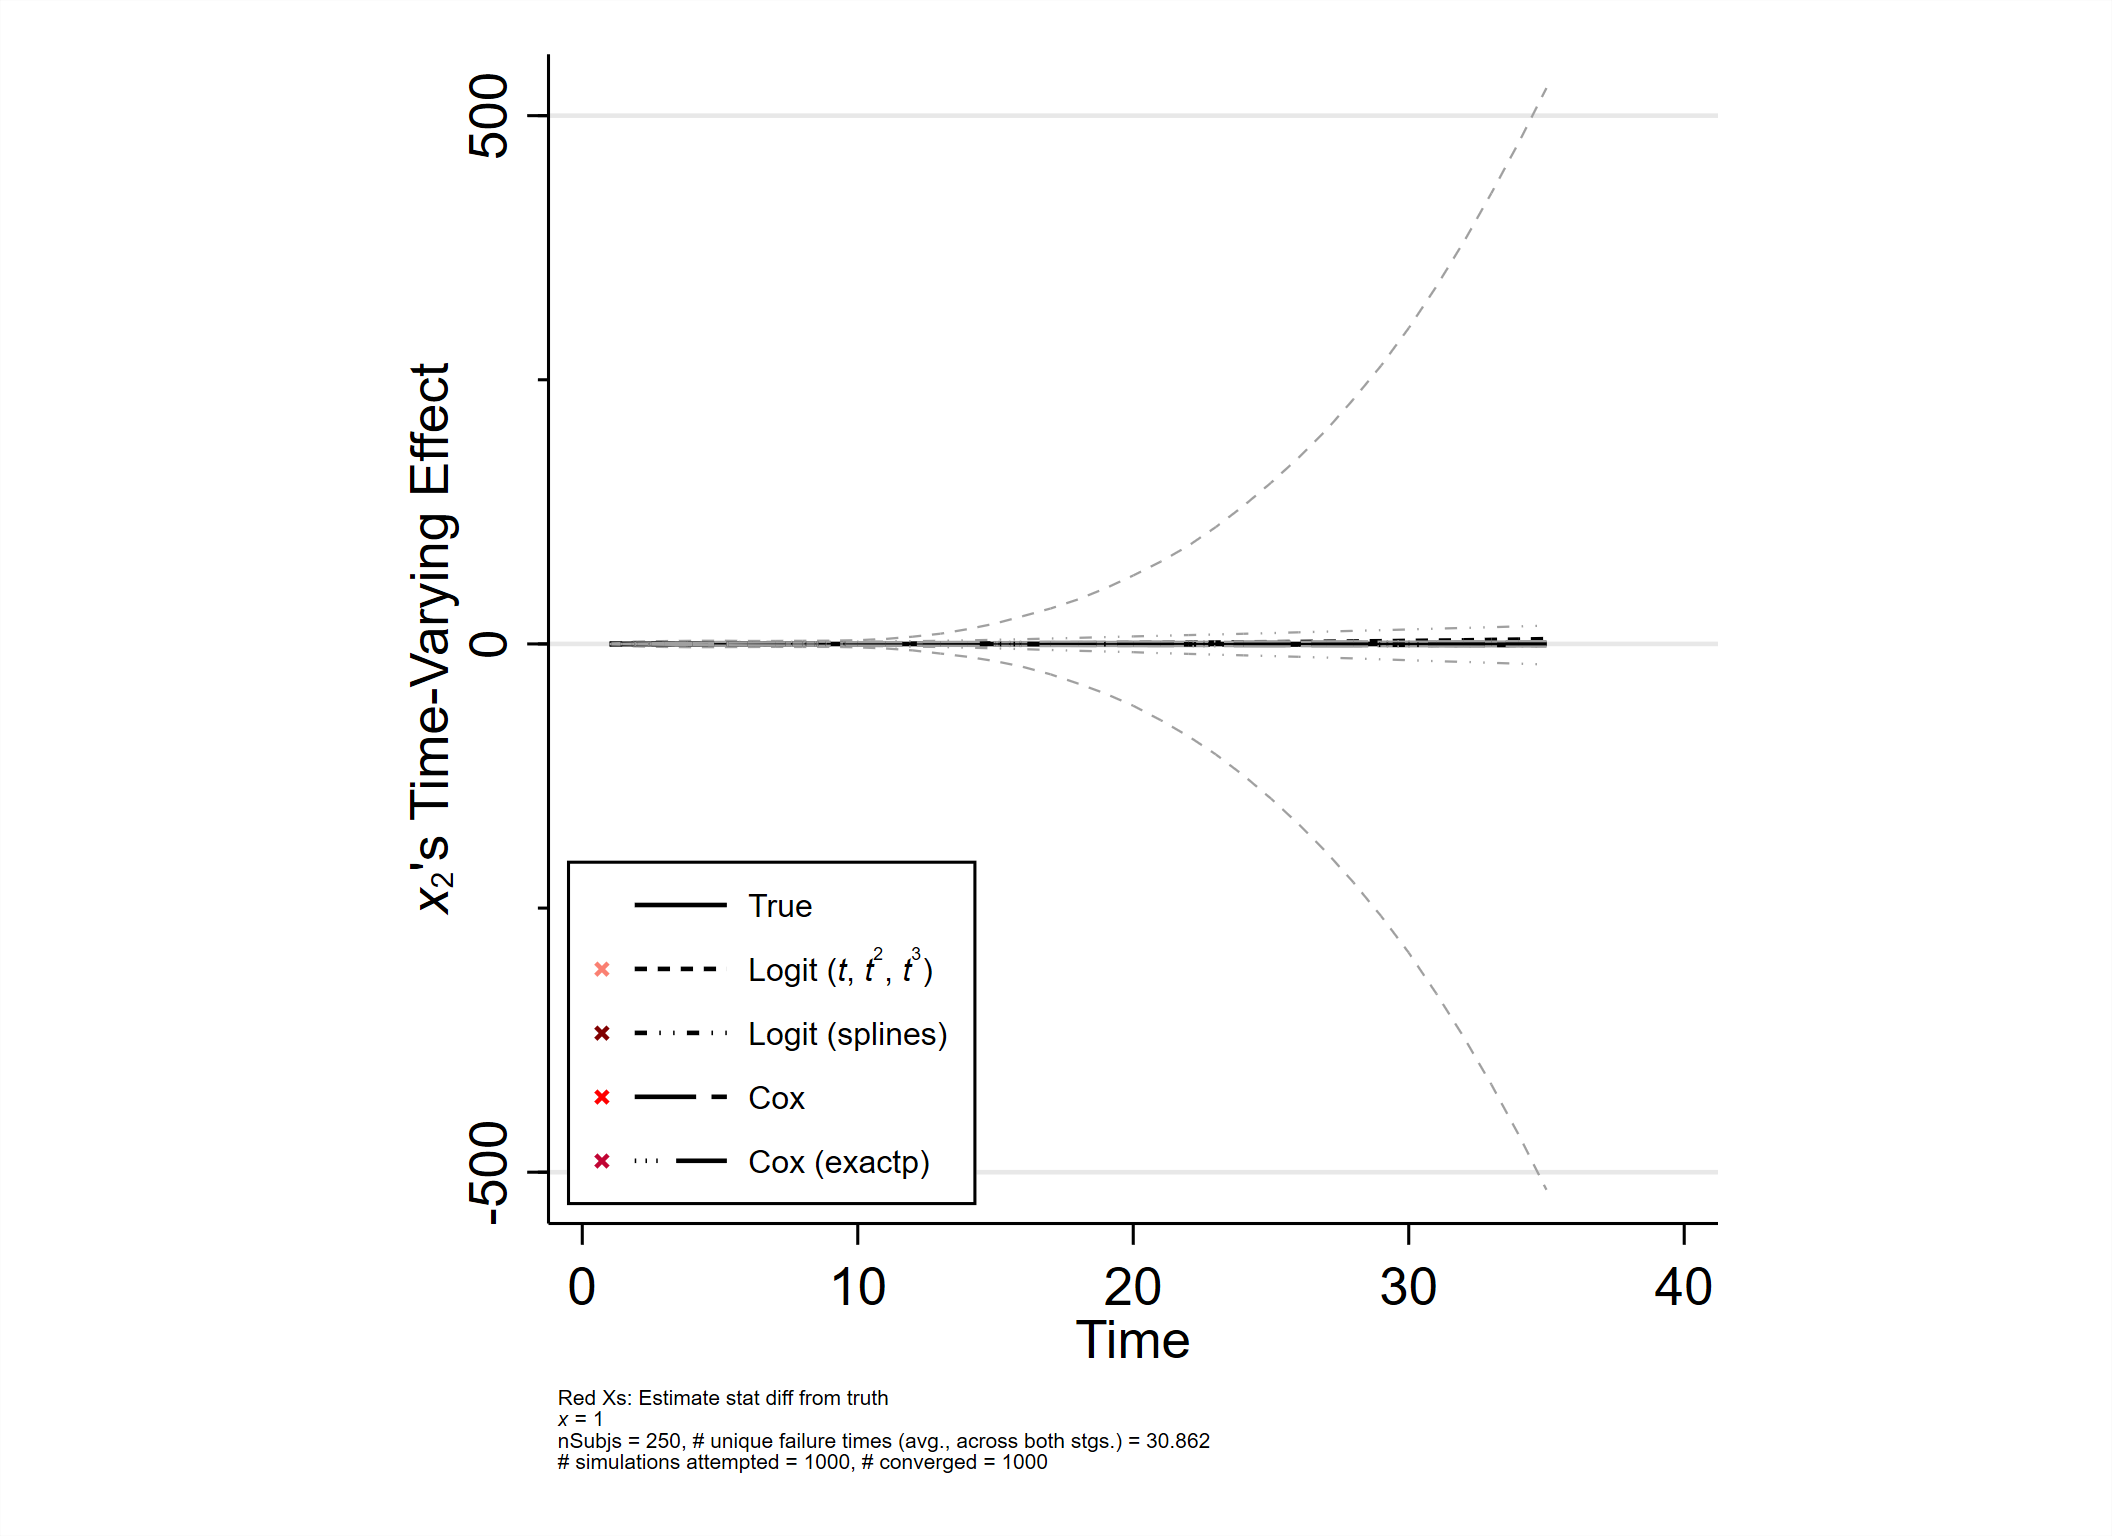 500
0
-500
x₂'s Time-Varying Effect
True
Logit (t, t², t³)
Logit (splines)
Cox
Cox (exactp)
0 10 20 30 40
Time
Red Xs: Estimate stat diff from truth
x = 1
nSubjs = 250, # unique failure times (avg., across both stgs.) = 30.862
# simulations attempted = 1000, # converged = 1000